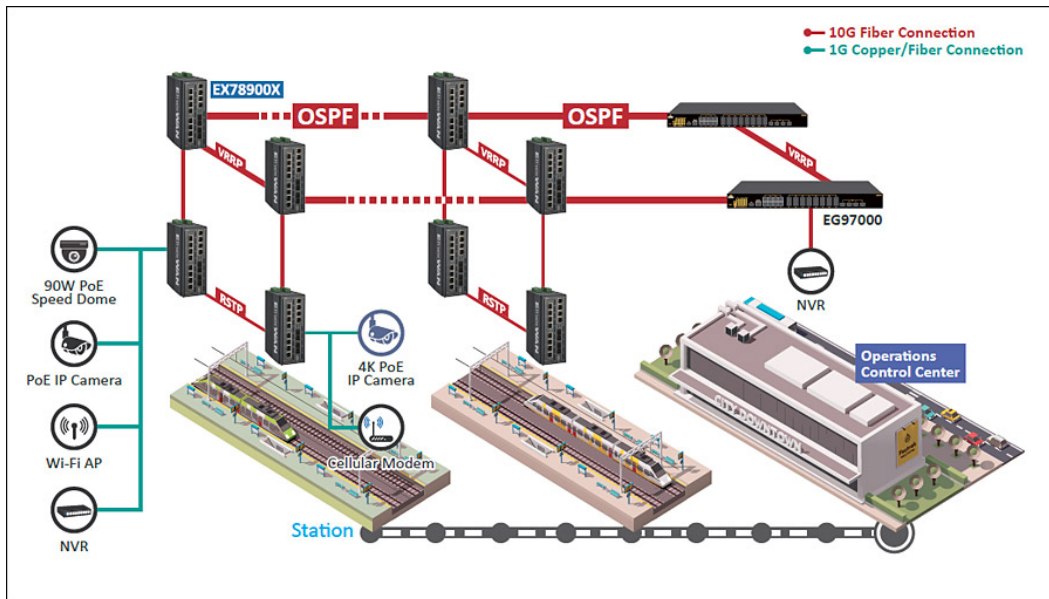 10G Fiber Connection
1G Copper/Fiber Connection
EX78900X
OSPF
OSPF
VRRP
VRRP
VRRP
EG97000
90W PoE
Speed Dome
RSTP
RSTP
NVR
PoE IP Camera
4K PoE
IP Camera
Operations
Control Center
CITY DOWNTOWN
Wi-Fi AP
Cellular Modem
NVR
Station